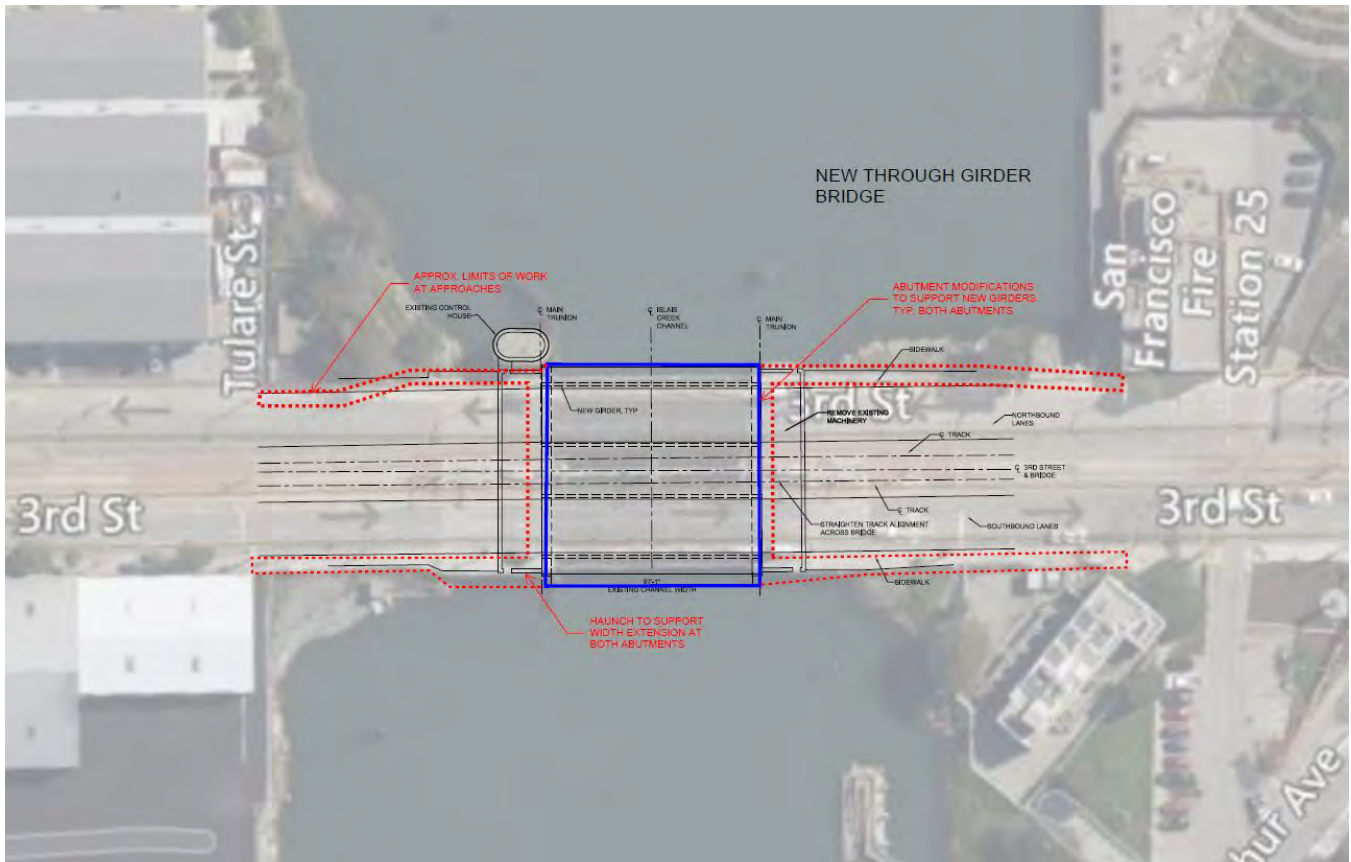 NEW THROUGH GIRDER
BRIDGE
San
Francisco
Fire
Station 25
Tulare St
APPROX. LIMITS OF WORK
AT APPROACHES
EXISTING CONTROL
HOUSE
℄ MAIN
TRUNION
℄ ISLAIS
CREEK
CHANNEL
℄ MAIN
TRUNION
ABUTMENT MODIFICATIONS
TO SUPPORT NEW GIRDERS
TYP. BOTH ABUTMENTS
SIDEWALK
3rd St
NEW GIRDER, TYP
REMOVE EXISTING
MACHINERY
NORTHBOUND
LANES
℄ TRACK
℄ 3RD STREET
& BRIDGE
3rd St
℄ TRACK
3rd St
STRAIGHTEN TRACK ALIGNMENT
ACROSS BRIDGE
SOUTHBOUND LANES
SIDEWALK
EXISTING CHANNEL WIDTH
HAUNCH TO SUPPORT
WIDTH EXTENSION AT
BOTH ABUTMENTS
hur Ave